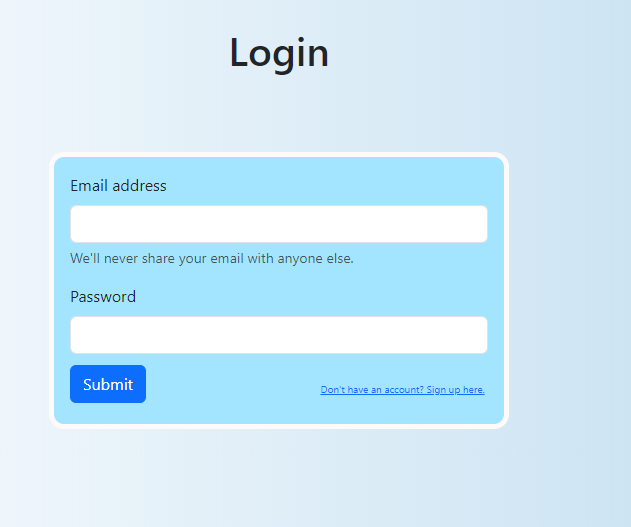 Login
Email address
We'll never share your email with anyone else.
Password
Submit
Don't have an account? Sign up here.